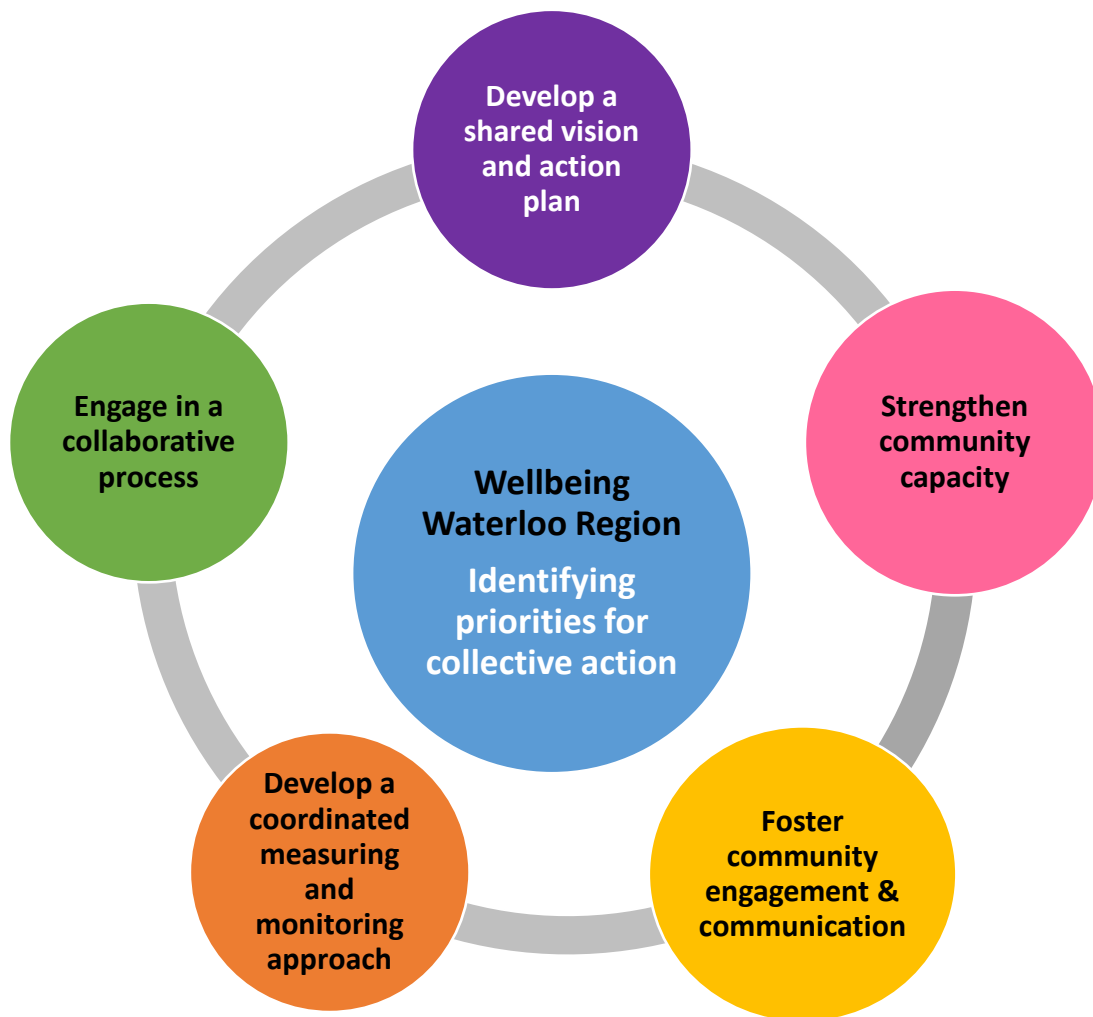 Develop a
shared vision
and action
plan
Strengthen
community
capacity
Foster
community
engagement &
communication
Develop a
coordinated
measuring
and
monitoring
approach
Engage in a
collaborative
process
Wellbeing
Waterloo Region
Identifying
priorities for
collective action